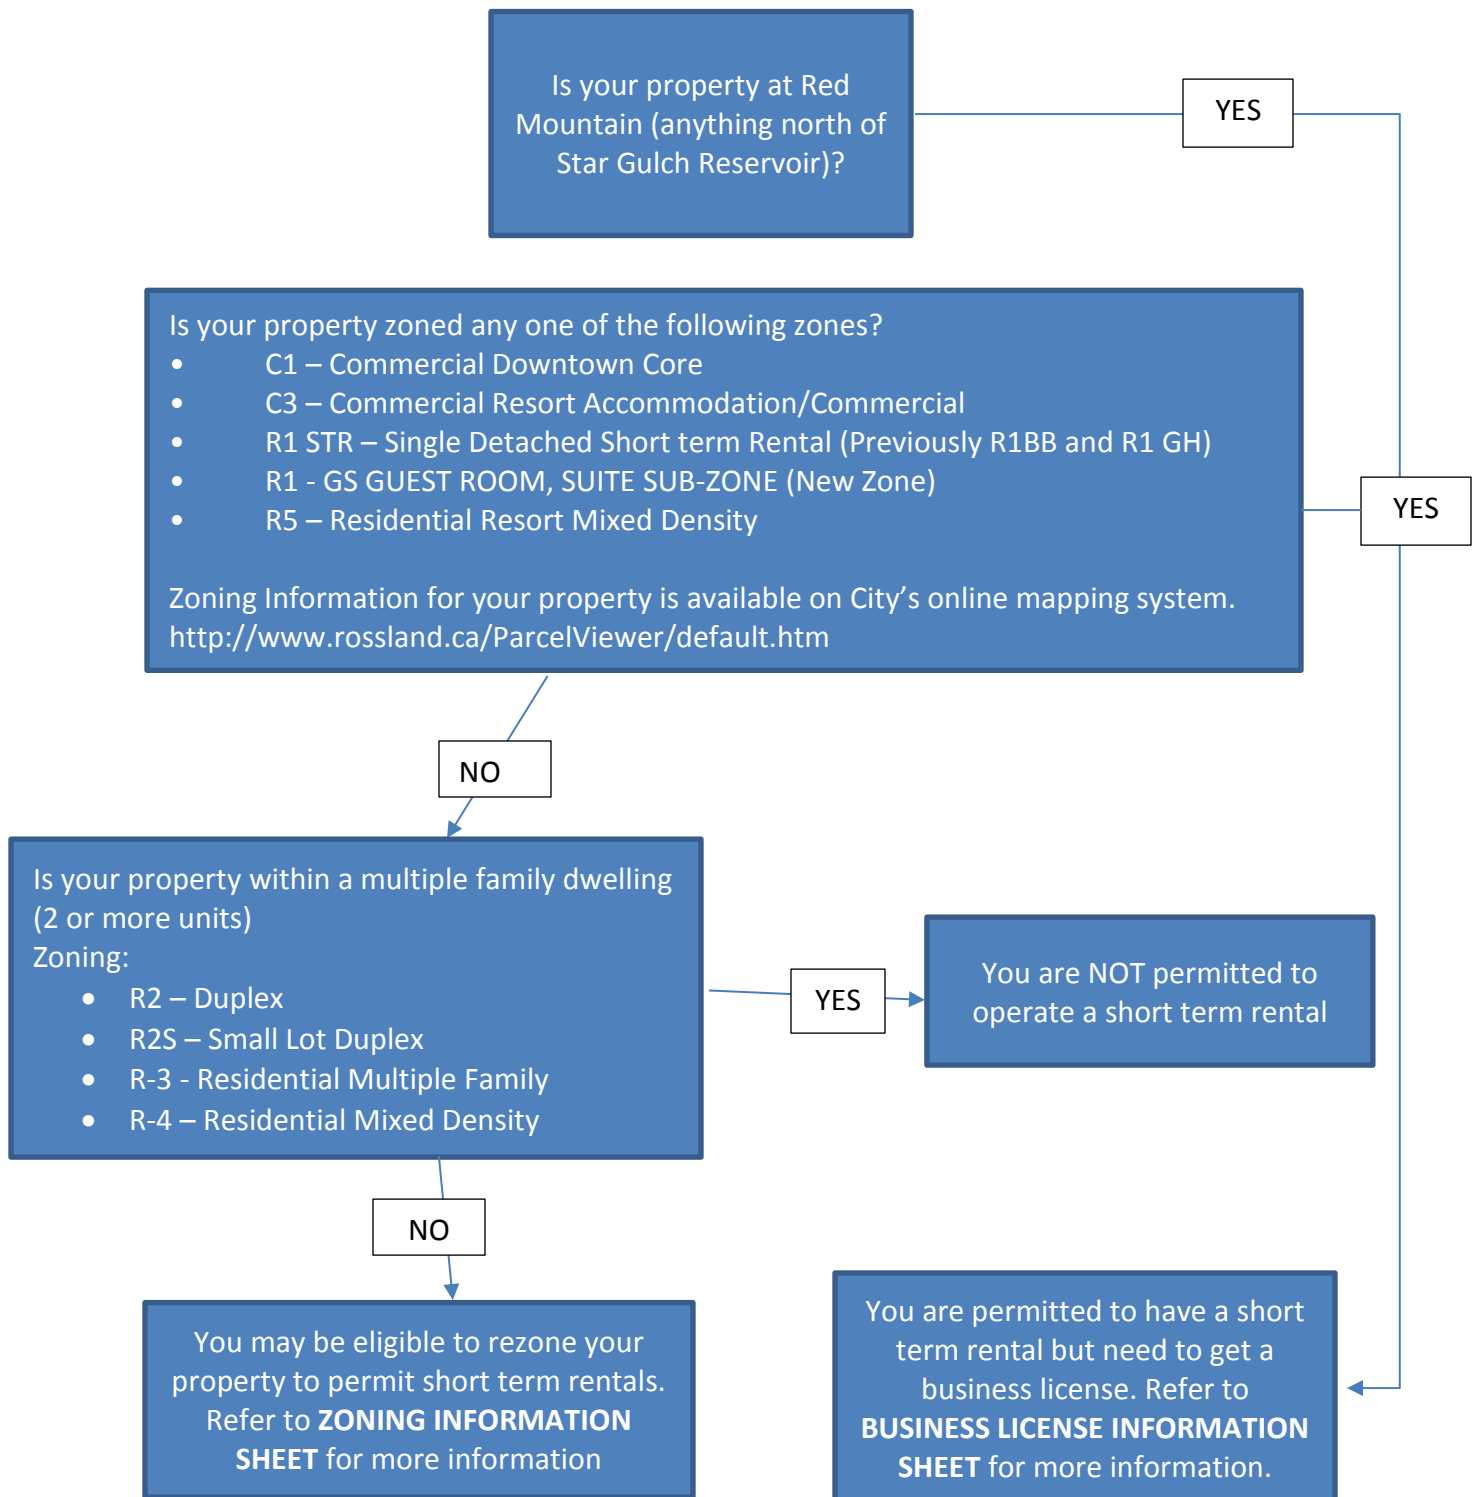 Is your property at Red
Mountain (anything north of
Star Gulch Reservoir)?
YES
Is your property zoned any one of the following zones?
• C1 – Commercial Downtown Core
• C3 – Commercial Resort Accommodation/Commercial
• R1 STR – Single Detached Short term Rental (Previously R1BB and R1 GH)
• R1 - GS GUEST ROOM, SUITE SUB-ZONE (New Zone)
• R5 – Residential Resort Mixed Density
Zoning Information for your property is available on City’s online mapping system.
http://www.rossland.ca/ParcelViewer/default.htm
YES
NO
Is your property within a multiple family dwelling
(2 or more units)
Zoning:
• R2 – Duplex
• R2S – Small Lot Duplex
• R-3 - Residential Multiple Family
• R-4 – Residential Mixed Density
YES
You are NOT permitted to
operate a short term rental
NO
You may be eligible to rezone your
property to permit short term rentals.
Refer to ZONING INFORMATION
SHEET for more information
You are permitted to have a short
term rental but need to get a
business license. Refer to
BUSINESS LICENSE INFORMATION
SHEET for more information.